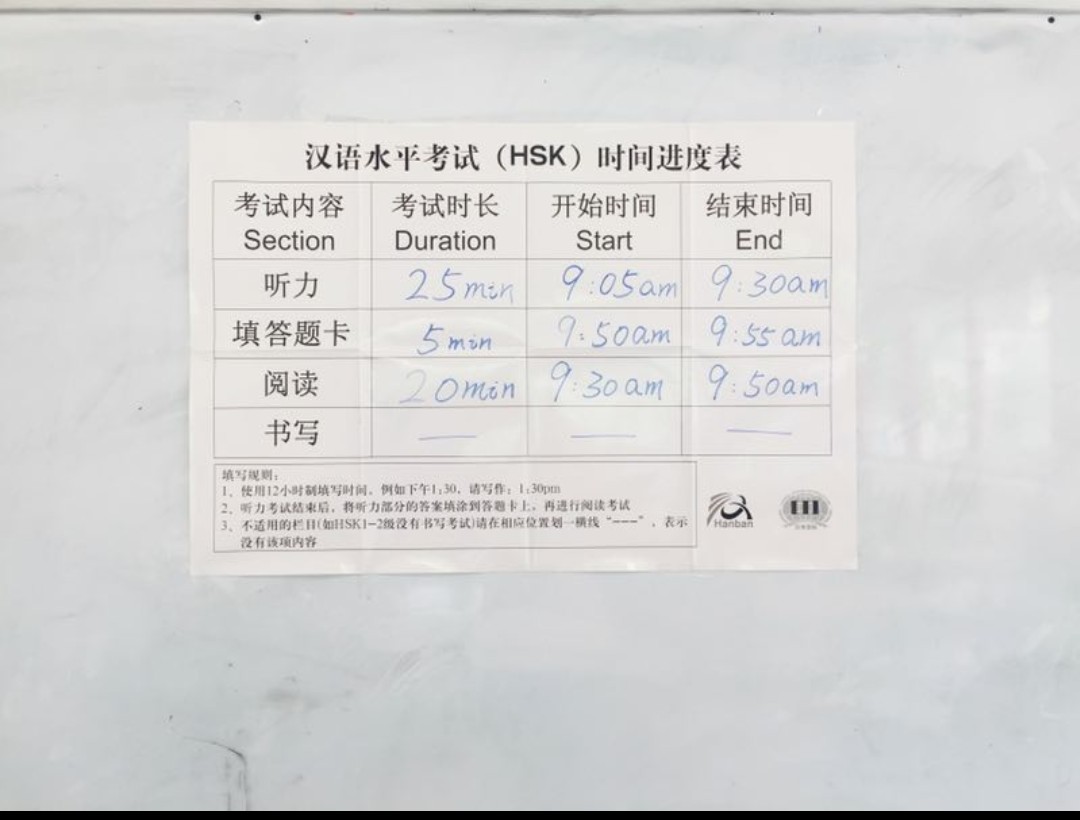 汉语水平考试（HSK）时间进度表
考试内容 考试时长 开始时间 结束时间
Section Duration Start End
听力 25min 9:05am 9:30am
填答题卡 5min 9:50am 9:55am
阅读 20min 9:30am 9:50am
书写 — — —
填写规则：
1、使用12小时制填写时间，例如下午1:30，请写作：1:30pm
2、听力考试结束后，将听力部分的答案填涂到答题卡上，再进行阅读考试
3、不适用的栏目(如HSK1-2级没有书写考试)请在相应位置划一横线“---”，表示
没有该项内容
Hanban